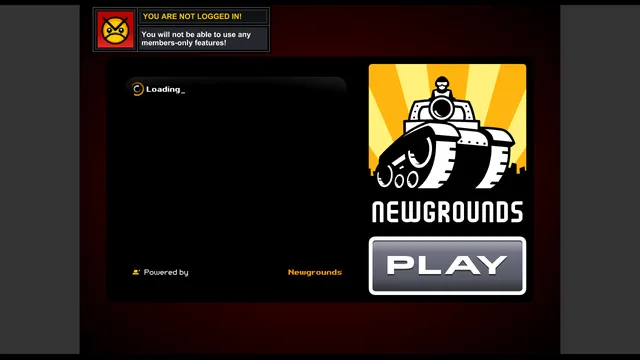 YOU ARE NOT LOGGED IN!
You will not be able to use any
members-only features!
Loading_
NEWGROUNDS
PLAY
Powered by
Newgrounds